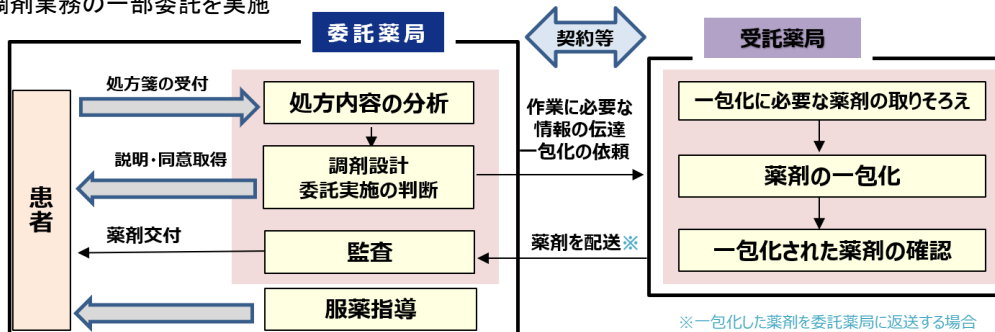 調剤業務の一部委託を実施
委託薬局
契約等
受託薬局
患者
処方箋の受付
処方内容の分析
説明・同意取得
調剤設計
委託実施の判断
薬剤交付
監査
服薬指導
作業に必要な
情報の伝達
一包化の依頼
薬剤を配送※
一包化に必要な薬剤の取りそろえ
薬剤の一包化
一包化された薬剤の確認
※一包化した薬剤を委託薬局に返送する場合